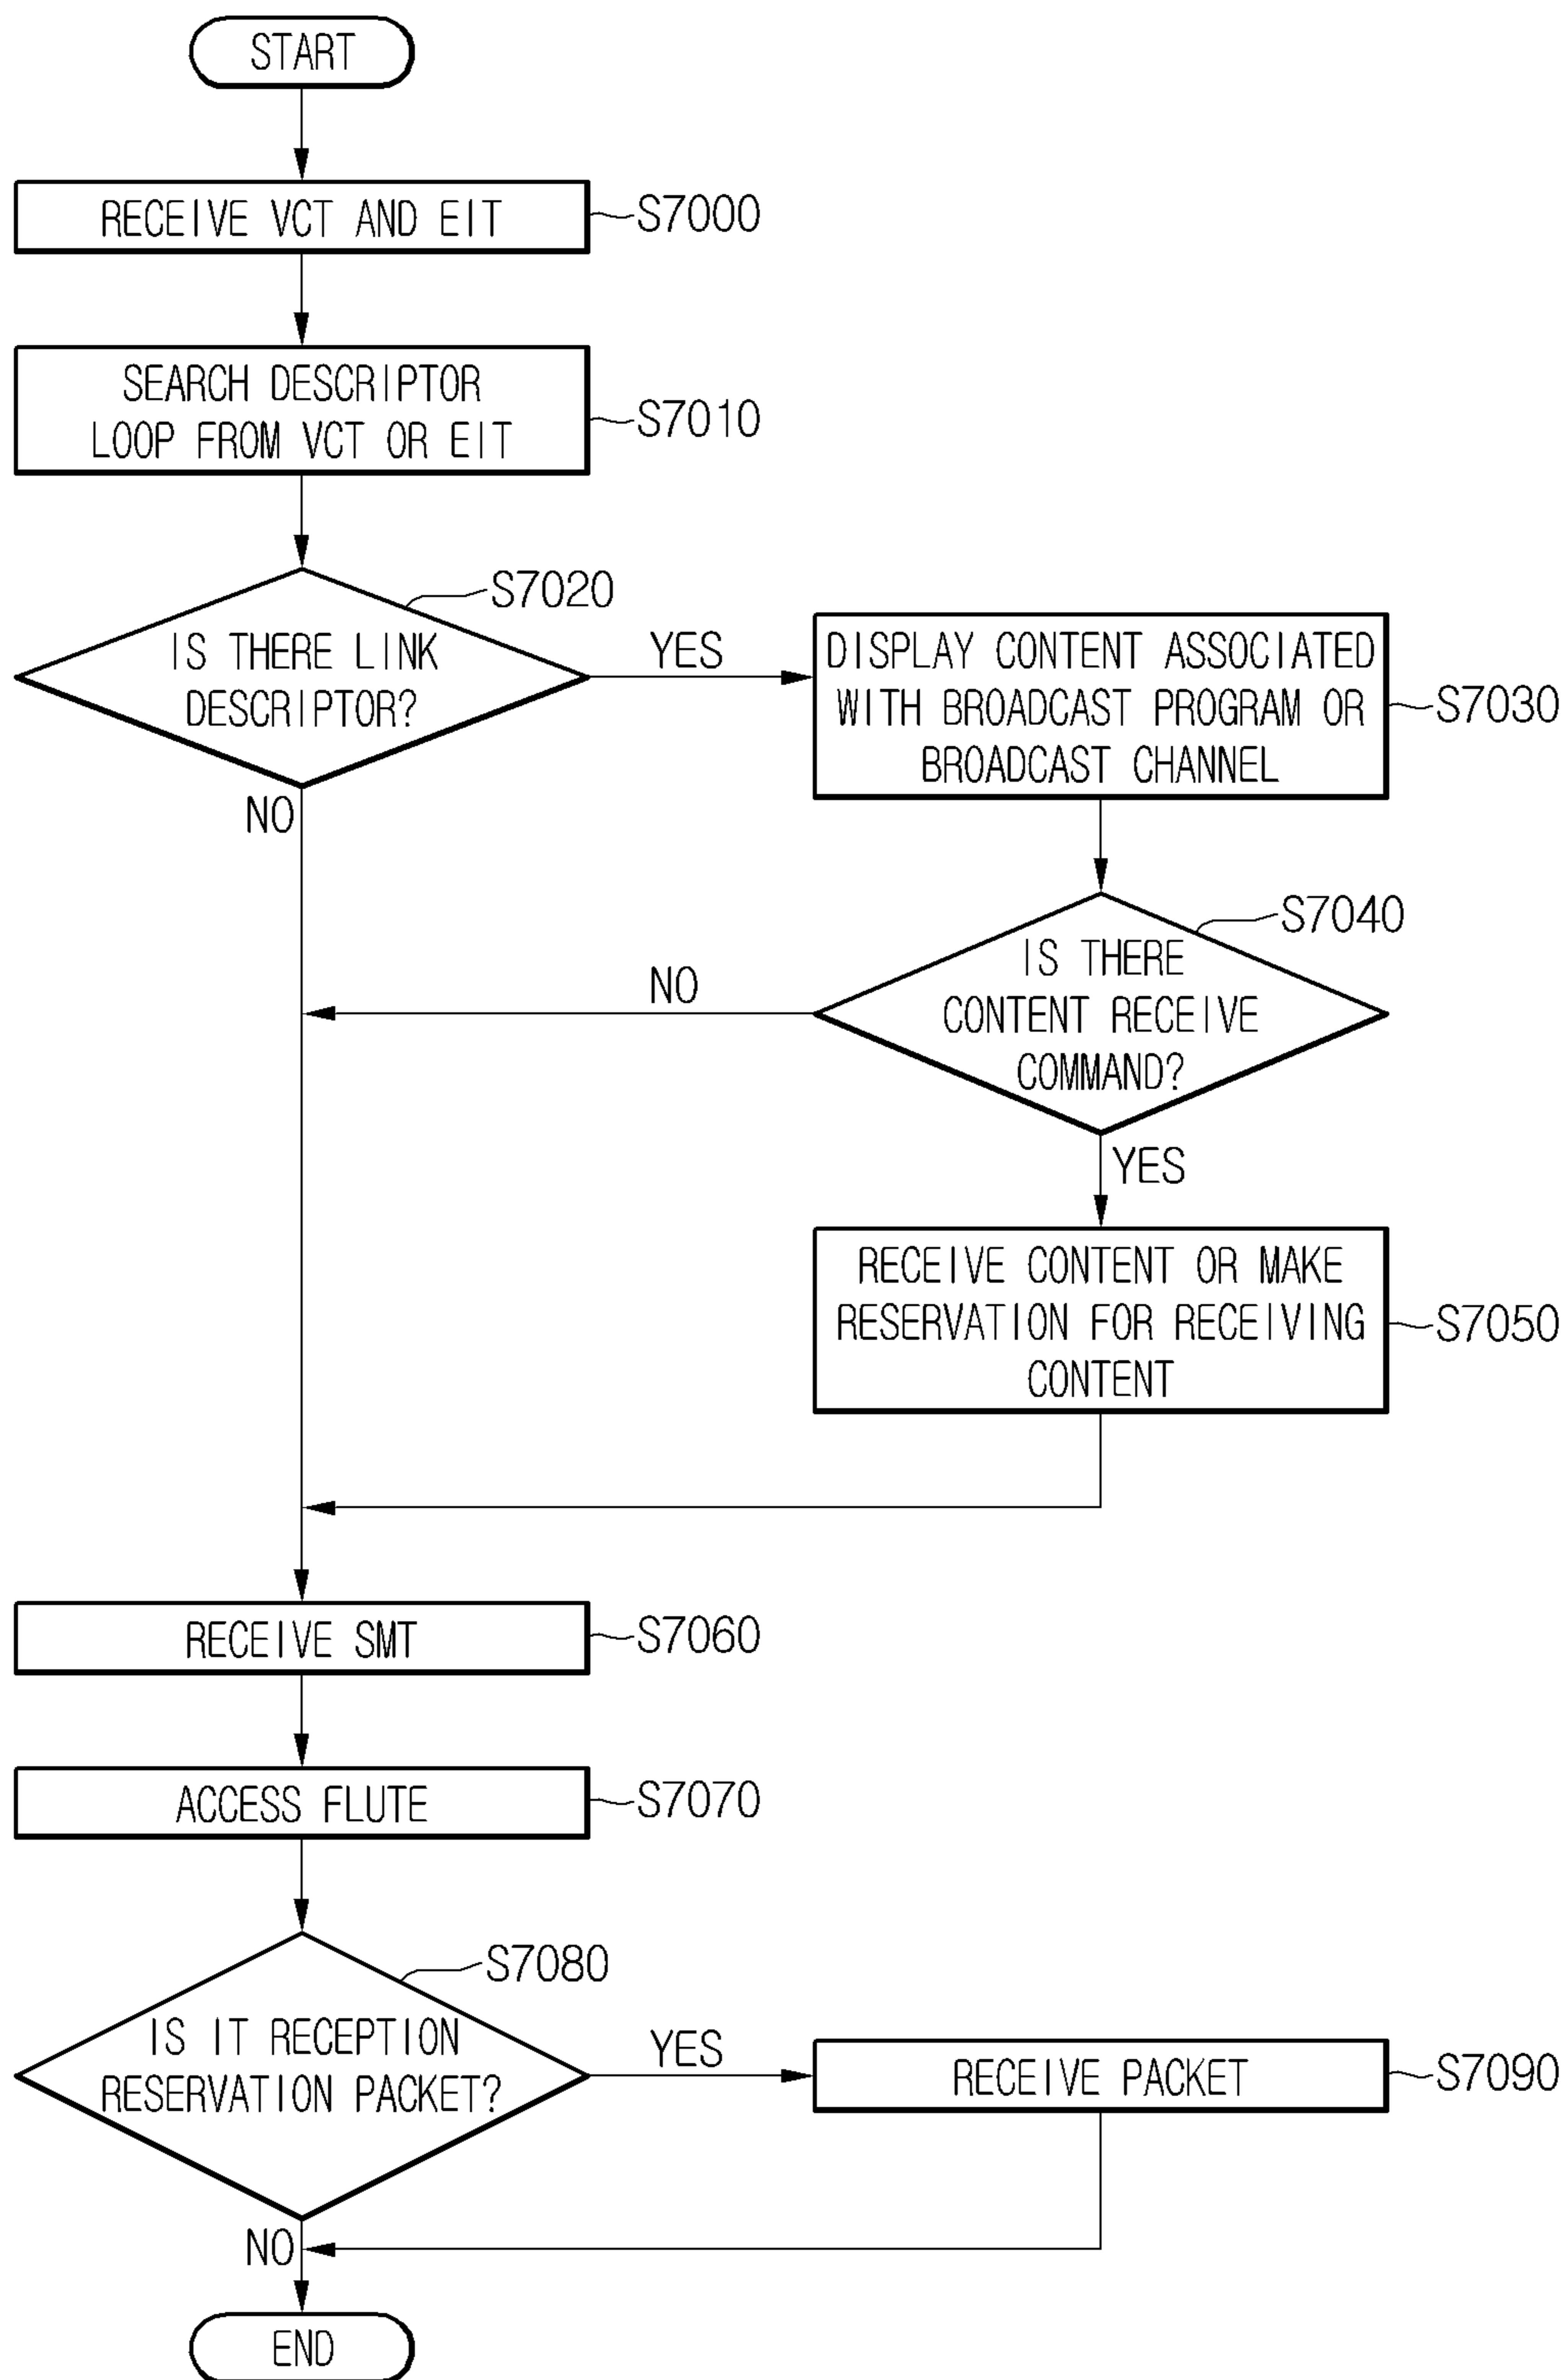 START
RECEIVE VCT AND EIT
S7000
SEARCH DESCRIPTOR
LOOP FROM VCT OR EIT
S7010
S7020
IS THERE LINK
DESCRIPTOR?
YES
NO
DISPLAY CONTENT ASSOCIATED
WITH BROADCAST PROGRAM OR
BROADCAST CHANNEL
S7030
S7040
IS THERE
CONTENT RECEIVE
COMMAND?
NO
YES
RECEIVE CONTENT OR MAKE
RESERVATION FOR RECEIVING
CONTENT
S7050
RECEIVE SMT
S7060
ACCESS FLUTE
S7070
S7080
IS IT RECEPTION
RESERVATION PACKET?
YES
RECEIVE PACKET
S7090
NO
END